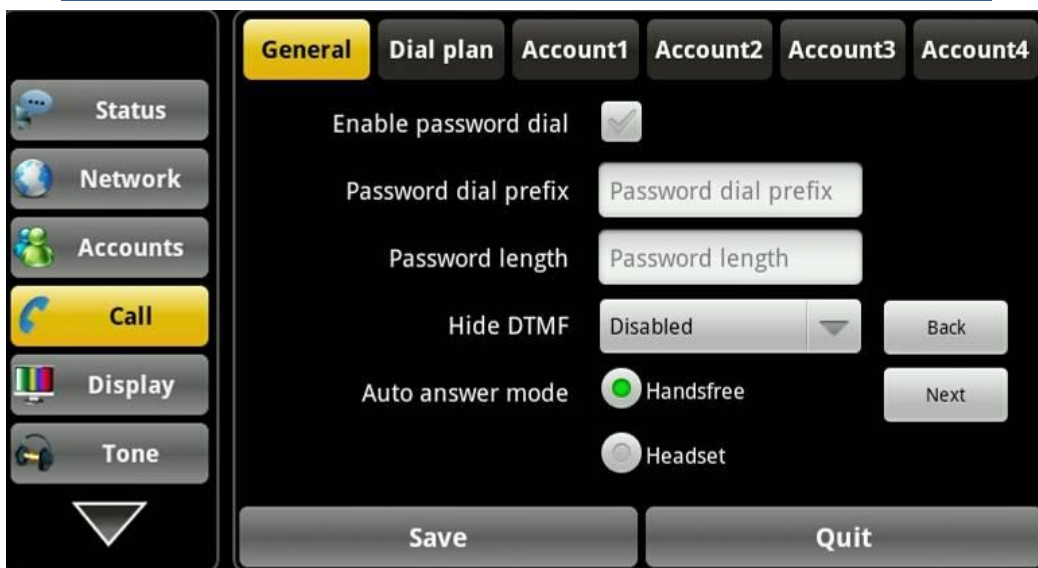 General Dial plan Account1 Account2 Account3 Account4
Status
Network
Accounts
Call
Display
Tone
Enable password dial
Password dial prefix Password dial prefix
Password length Password length
Hide DTMF Disabled Back
Auto answer mode Handsfree Next
Headset
Save Quit